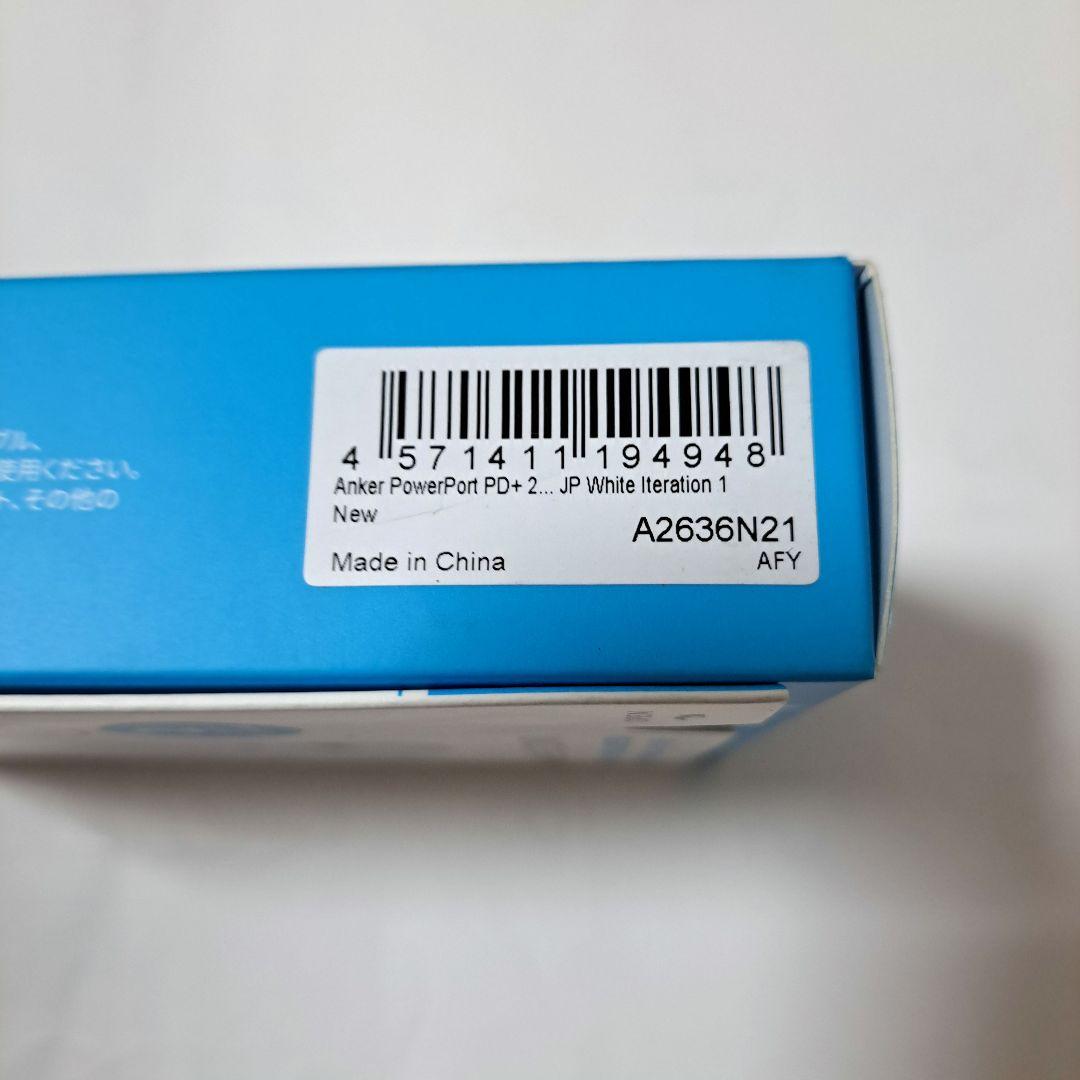 使用ください。
ト、その他の
4 571411 194948
Anker PowerPort PD+ 2... JP White Iteration 1
New
A2636N21
Made in China
AFY